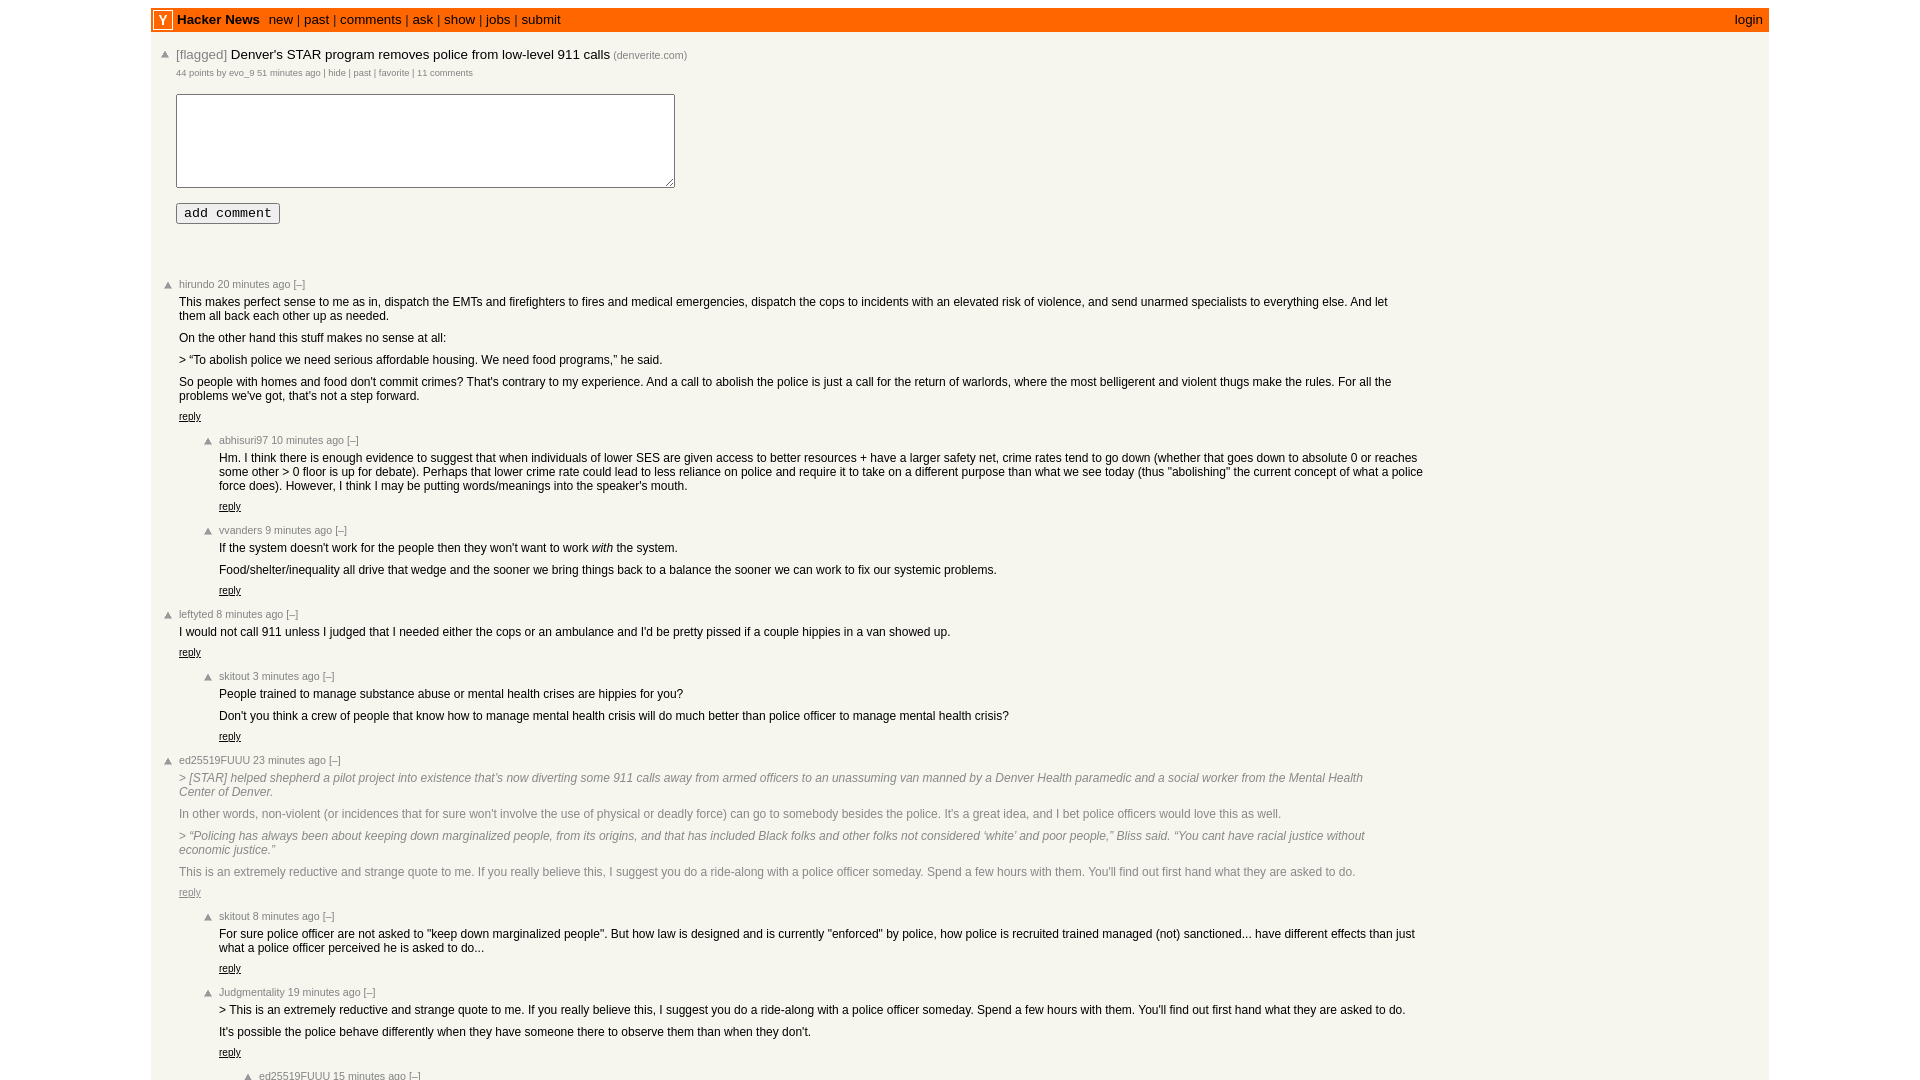 Y Hacker News new | past | comments | ask | show | jobs | submit login
[flagged] Denver's STAR program removes police from low-level 911 calls (denverite.com)
44 points by evo_9 51 minutes ago | hide | past | favorite | 11 comments
add comment
hirundo 20 minutes ago [–]
This makes perfect sense to me as in, dispatch the EMTs and firefighters to fires and medical emergencies, dispatch the cops to incidents with an elevated risk of violence, and send unarmed specialists to everything else. And let
them all back each other up as needed.
On the other hand this stuff makes no sense at all:
> “To abolish police we need serious affordable housing. We need food programs,” he said.
So people with homes and food don't commit crimes? That's contrary to my experience. And a call to abolish the police is just a call for the return of warlords, where the most belligerent and violent thugs make the rules. For all the
problems we've got, that's not a step forward.
reply
abhisuri97 10 minutes ago [–]
Hm. I think there is enough evidence to suggest that when individuals of lower SES are given access to better resources + have a larger safety net, crime rates tend to go down (whether that goes down to absolute 0 or reaches
some other > 0 floor is up for debate). Perhaps that lower crime rate could lead to less reliance on police and require it to take on a different purpose than what we see today (thus "abolishing" the current concept of what a police
force does). However, I think I may be putting words/meanings into the speaker's mouth.
reply
vvanders 9 minutes ago [–]
If the system doesn't work for the people then they won't want to work with the system.
Food/shelter/inequality all drive that wedge and the sooner we bring things back to a balance the sooner we can work to fix our systemic problems.
reply
leftyted 8 minutes ago [–]
I would not call 911 unless I judged that I needed either the cops or an ambulance and I'd be pretty pissed if a couple hippies in a van showed up.
reply
skitout 3 minutes ago [–]
People trained to manage substance abuse or mental health crises are hippies for you?
Don't you think a crew of people that know how to manage mental health crisis will do much better than police officer to manage mental health crisis?
reply
ed25519FUUU 23 minutes ago [–]
> [STAR] helped shepherd a pilot project into existence that’s now diverting some 911 calls away from armed officers to an unassuming van manned by a Denver Health paramedic and a social worker from the Mental Health
Center of Denver.
In other words, non-violent (or incidences that for sure won't involve the use of physical or deadly force) can go to somebody besides the police. It's a great idea, and I bet police officers would love this as well.
> “Policing has always been about keeping down marginalized people, from its origins, and that has included Black folks and other folks not considered ‘white’ and poor people,” Bliss said. “You cant have racial justice without
economic justice.”
This is an extremely reductive and strange quote to me. If you really believe this, I suggest you do a ride-along with a police officer someday. Spend a few hours with them. You'll find out first hand what they are asked to do.
reply
skitout 8 minutes ago [–]
For sure police officer are not asked to "keep down marginalized people". But how law is designed and is currently "enforced" by police, how police is recruited trained managed (not) sanctioned... have different effects than just
what a police officer perceived he is asked to do...
reply
Judgmentality 19 minutes ago [–]
> This is an extremely reductive and strange quote to me. If you really believe this, I suggest you do a ride-along with a police officer someday. Spend a few hours with them. You'll find out first hand what they are asked to do.
It's possible the police behave differently when they have someone there to observe them than when they don't.
reply
ed25519FUUU 15 minutes ago [–]